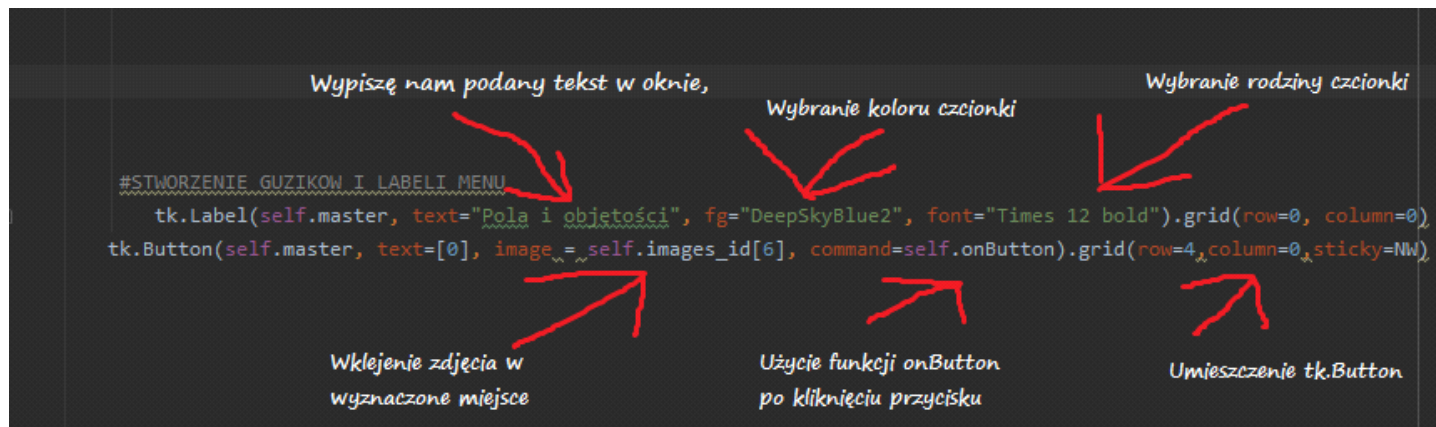 Wypiszę nam podany tekst w oknie,
Wybranie rodziny czcionki
Wybranie koloru czcionki
#STWORZENIE GUZIKOW I LABELI MENU
tk.Label(self.master, text="Pola i objętości", fg="DeepSkyBlue2", font="Times 12 bold").grid(row=0, column=0)
tk.Button(self.master, text=[0], image = self.images_id[6], command=self.onButton).grid(row=4,column=0,sticky=NW)
Wklejenie zdjęcia w
wyznaczone miejsce
Użycie funkcji onButton
po kliknięciu przycisku
Umieszczenie tk.Button